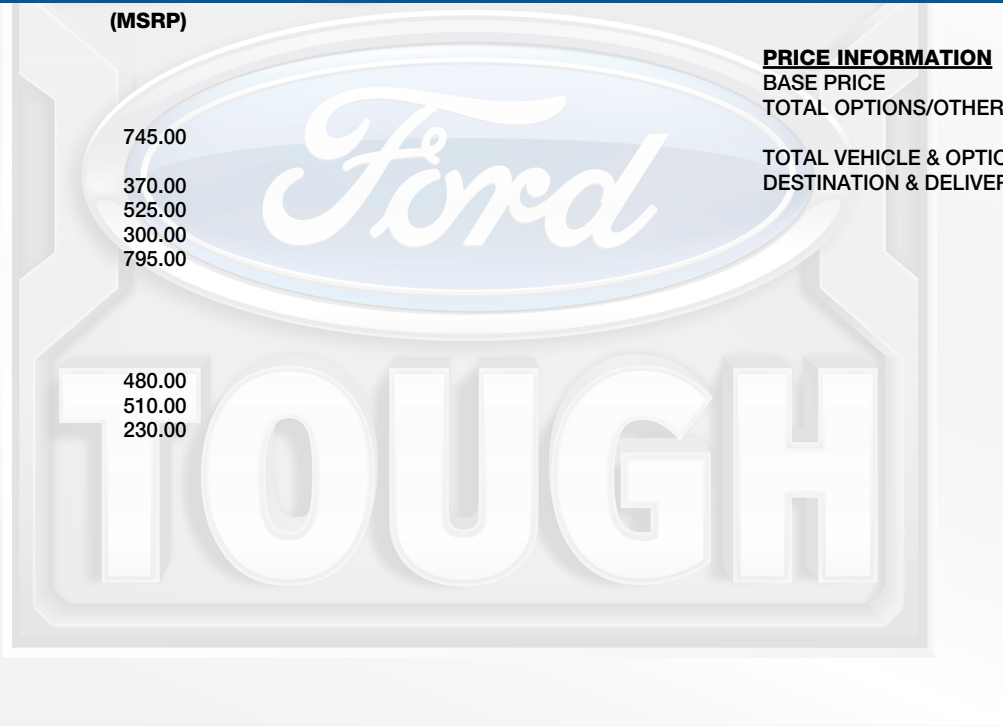 (MSRP)
745.00
370.00
525.00
300.00
795.00
480.00
510.00
230.00
PRICE INFORMATION
BASE PRICE
TOTAL OPTIONS/OTHER
TOTAL VEHICLE & OPTIO
DESTINATION & DELIVER
Ford
TOUGH